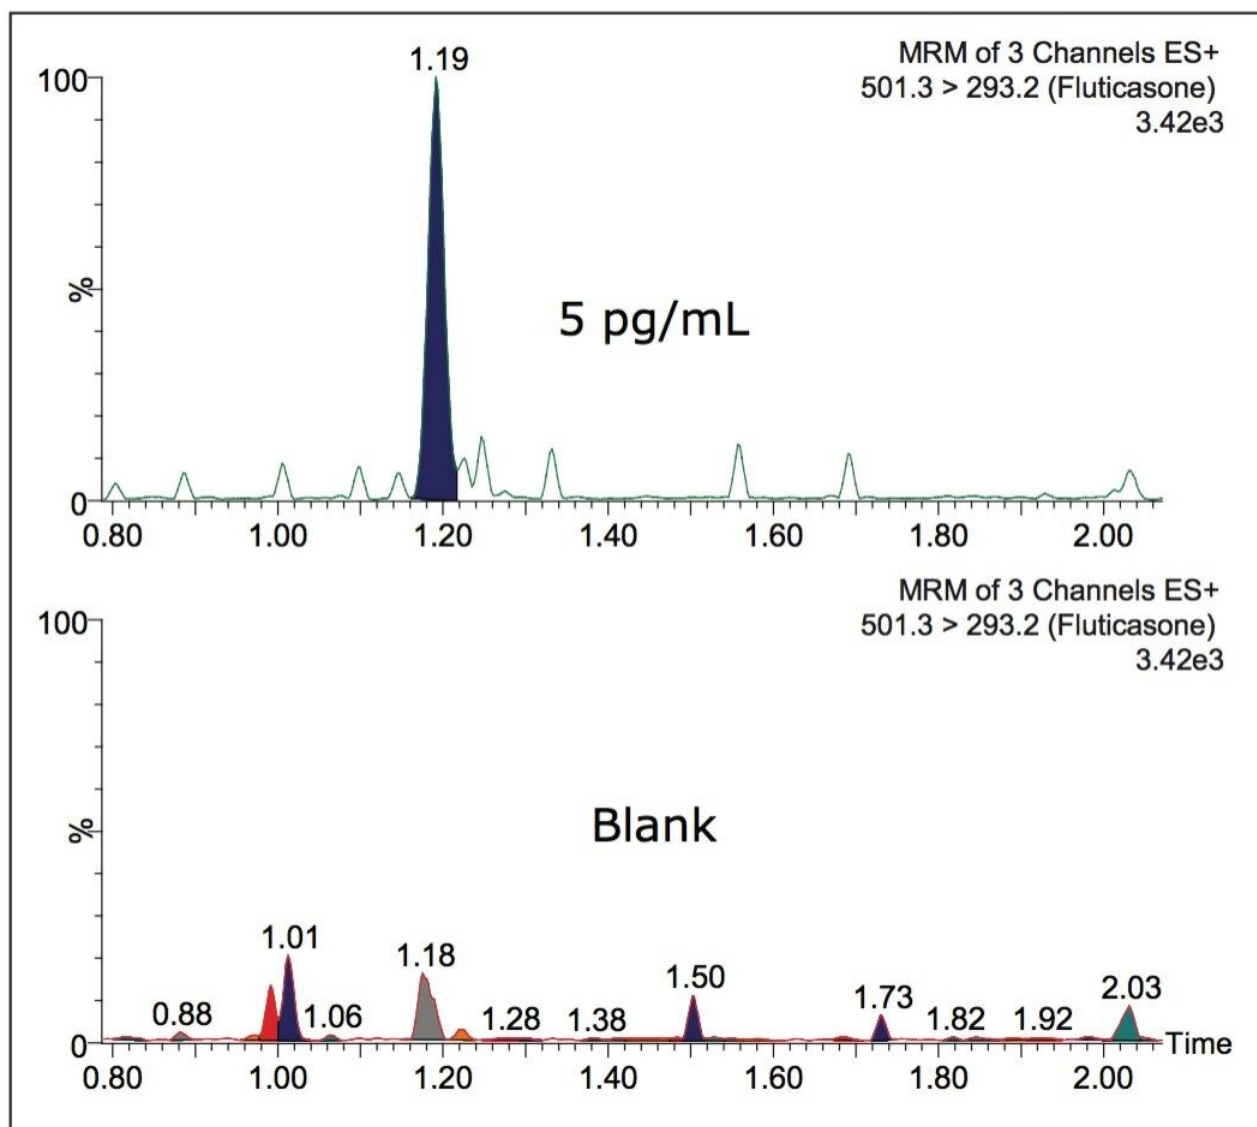 1.19
MRM of 3 Channels ES+
501.3 > 293.2 (Fluticasone)
3.42e3
100
%
5 pg/mL
0
0.80 1.00 1.20 1.40 1.60 1.80 2.00
MRM of 3 Channels ES+
501.3 > 293.2 (Fluticasone)
3.42e3
100
%
Blank
1.01
1.18
1.50
1.73
2.03
0.88
1.06
1.28
1.38
1.82
1.92
0
Time
0.80 1.00 1.20 1.40 1.60 1.80 2.00